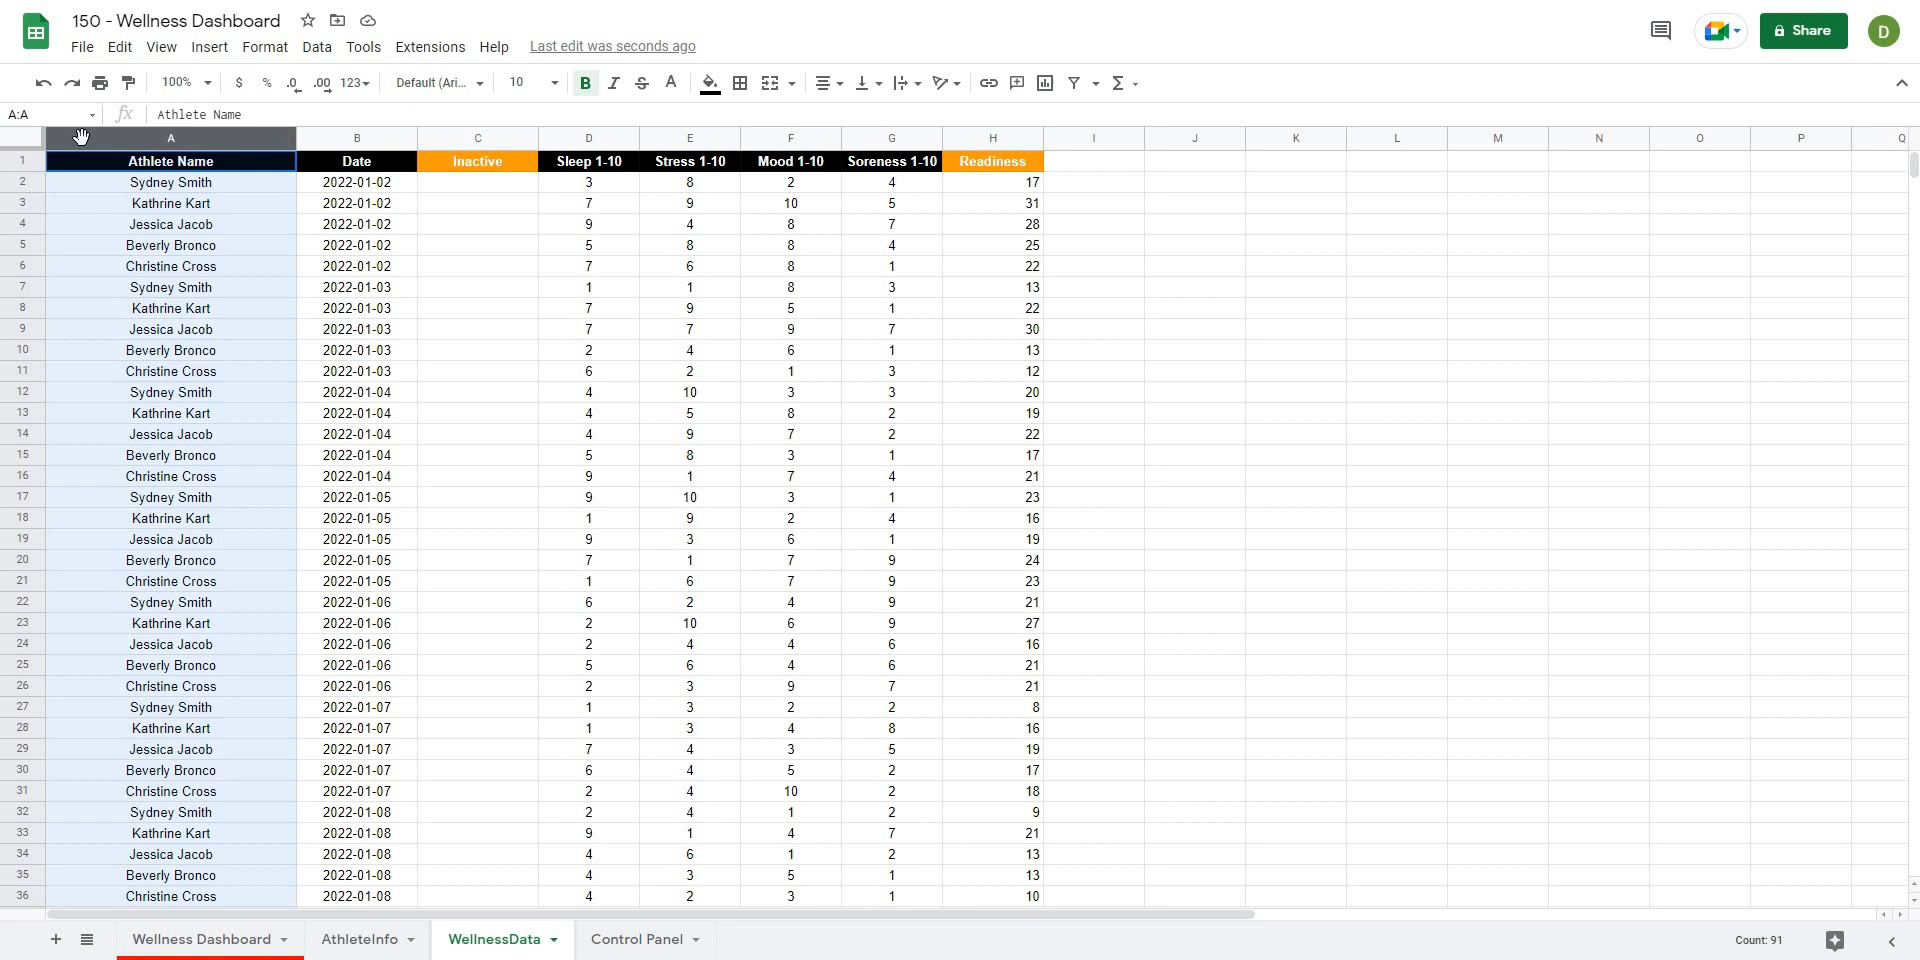 150 - Wellness Dashboard
Share
D
File Edit View Insert Format Data Tools Extensions Help Last edit was seconds ago
100% $ % .0 .00 123 Default (Ari... 10 B I S A Σ
A:A fx Athlete Name
A B C D E F G H I J K L M N O P Q
1 Athlete Name Date Inactive Sleep 1-10 Stress 1-10 Mood 1-10 Soreness 1-10 Readiness
2 Sydney Smith 2022-01-02 3 8 2 4 17
3 Kathrine Kart 2022-01-02 7 9 10 5 31
4 Jessica Jacob 2022-01-02 9 4 8 7 28
5 Beverly Bronco 2022-01-02 5 8 8 4 25
6 Christine Cross 2022-01-02 7 6 8 1 22
7 Sydney Smith 2022-01-03 1 1 8 3 13
8 Kathrine Kart 2022-01-03 7 9 5 1 22
9 Jessica Jacob 2022-01-03 7 7 9 7 30
10 Beverly Bronco 2022-01-03 2 4 6 1 13
11 Christine Cross 2022-01-03 6 2 1 3 12
12 Sydney Smith 2022-01-04 4 10 3 3 20
13 Kathrine Kart 2022-01-04 4 5 8 2 19
14 Jessica Jacob 2022-01-04 4 9 7 2 22
15 Beverly Bronco 2022-01-04 5 8 3 1 17
16 Christine Cross 2022-01-04 9 1 7 4 21
17 Sydney Smith 2022-01-05 9 10 3 1 23
18 Kathrine Kart 2022-01-05 1 9 2 4 16
19 Jessica Jacob 2022-01-05 9 3 6 1 19
20 Beverly Bronco 2022-01-05 7 1 7 9 24
21 Christine Cross 2022-01-05 1 6 7 9 23
22 Sydney Smith 2022-01-06 6 2 4 9 21
23 Kathrine Kart 2022-01-06 2 10 6 9 27
24 Jessica Jacob 2022-01-06 2 4 4 6 16
25 Beverly Bronco 2022-01-06 5 6 4 6 21
26 Christine Cross 2022-01-06 2 3 9 7 21
27 Sydney Smith 2022-01-07 1 3 2 2 8
28 Kathrine Kart 2022-01-07 1 3 4 8 16
29 Jessica Jacob 2022-01-07 7 4 3 5 19
30 Beverly Bronco 2022-01-07 6 4 5 2 17
31 Christine Cross 2022-01-07 2 4 10 2 18
32 Sydney Smith 2022-01-08 2 4 1 2 9
33 Kathrine Kart 2022-01-08 9 1 4 7 21
34 Jessica Jacob 2022-01-08 4 6 1 2 13
35 Beverly Bronco 2022-01-08 4 3 5 1 13
36 Christine Cross 2022-01-08 4 2 3 1 10
Wellness Dashboard AthleteInfo WellnessData Control Panel Count: 91